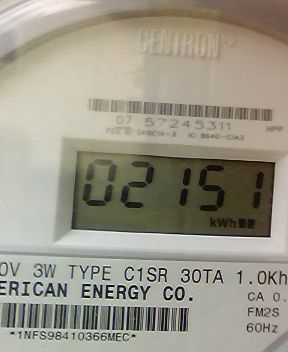 CENTRON®
07 57245311
HPP
02151
kWh
0V 3W TYPE C1SR 30TA 1.0Kh
ERICAN ENERGY CO.
CA 0.
FM2S
60Hz
*1NFS98410366MEC*